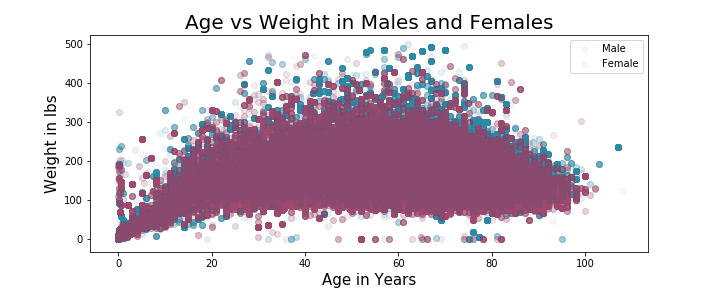 Age vs Weight in Males and Females
500
400
300
200
100
0
Weight in lbs
Male
Female
0 20 40 60 80 100
Age in Years